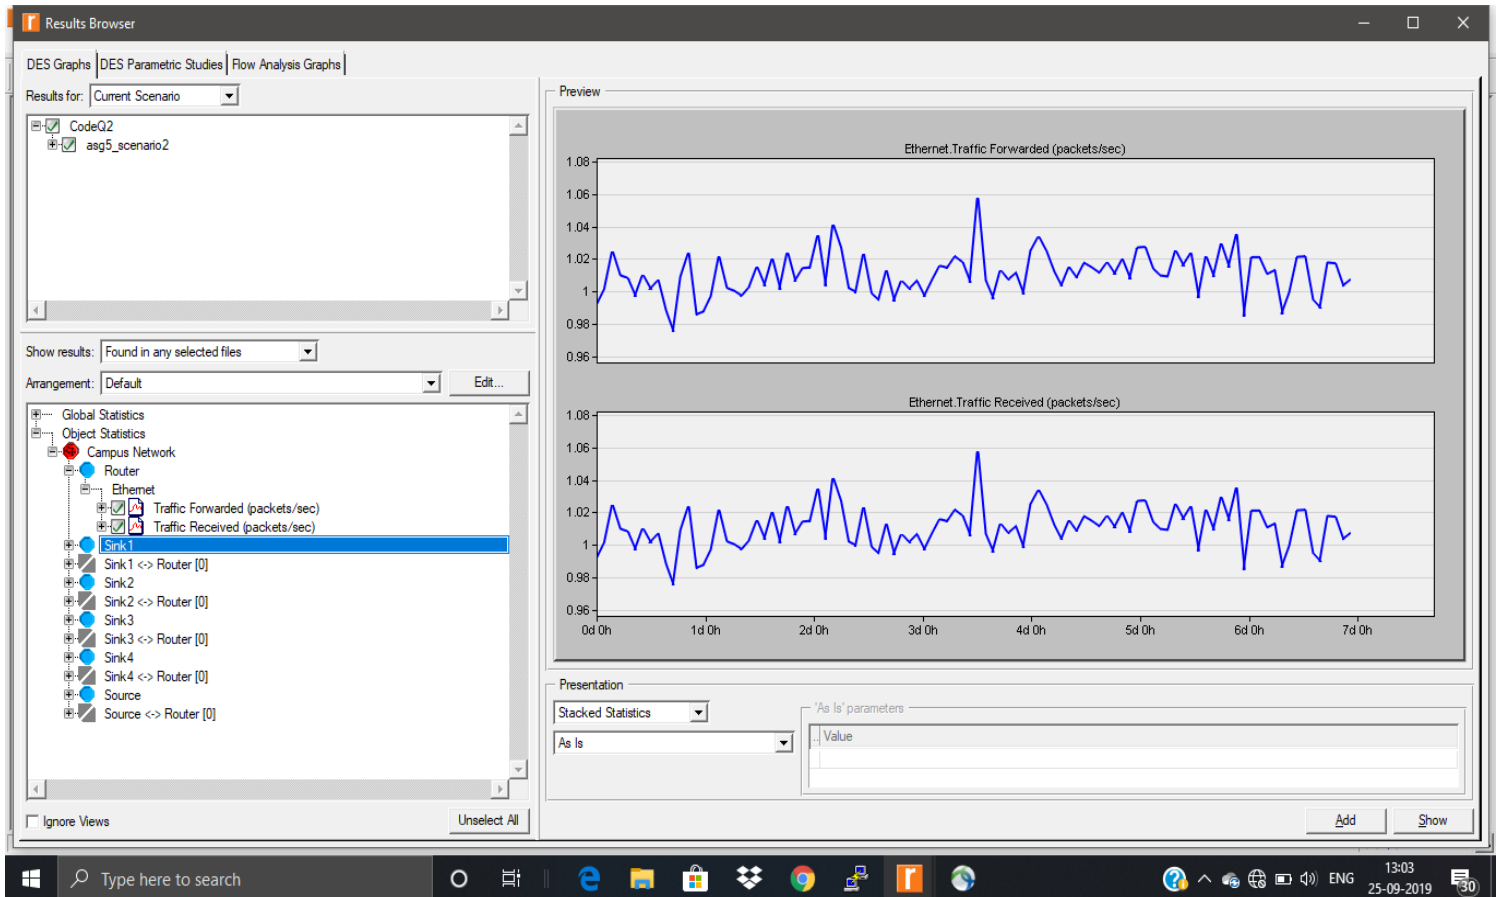 Results Browser
DES Graphs DES Parametric Studies Flow Analysis Graphs
Results for: Current Scenario
CodeQ2
asg5_scenario2
Show results: Found in any selected files
Arrangement: Default Edit...
Global Statistics
Object Statistics
Campus Network
Router
Ethernet
Traffic Forwarded (packets/sec)
Traffic Received (packets/sec)
Sink1
Sink1 <-> Router [0]
Sink2
Sink2 <-> Router [0]
Sink3
Sink3 <-> Router [0]
Sink4
Sink4 <-> Router [0]
Source
Source <-> Router [0]
Ignore Views Unselect All
Preview
Ethernet.Traffic Forwarded (packets/sec)
1.08
1.06
1.04
1.02
1
0.98
0.96
Ethernet.Traffic Received (packets/sec)
1.08
1.06
1.04
1.02
1
0.98
0.96
0d 0h 1d 0h 2d 0h 3d 0h 4d 0h 5d 0h 6d 0h 7d 0h
Presentation
Stacked Statistics
As Is
'As Is' parameters
.. Value
Add Show
Type here to search
ENG
13:03
25-09-2019
30